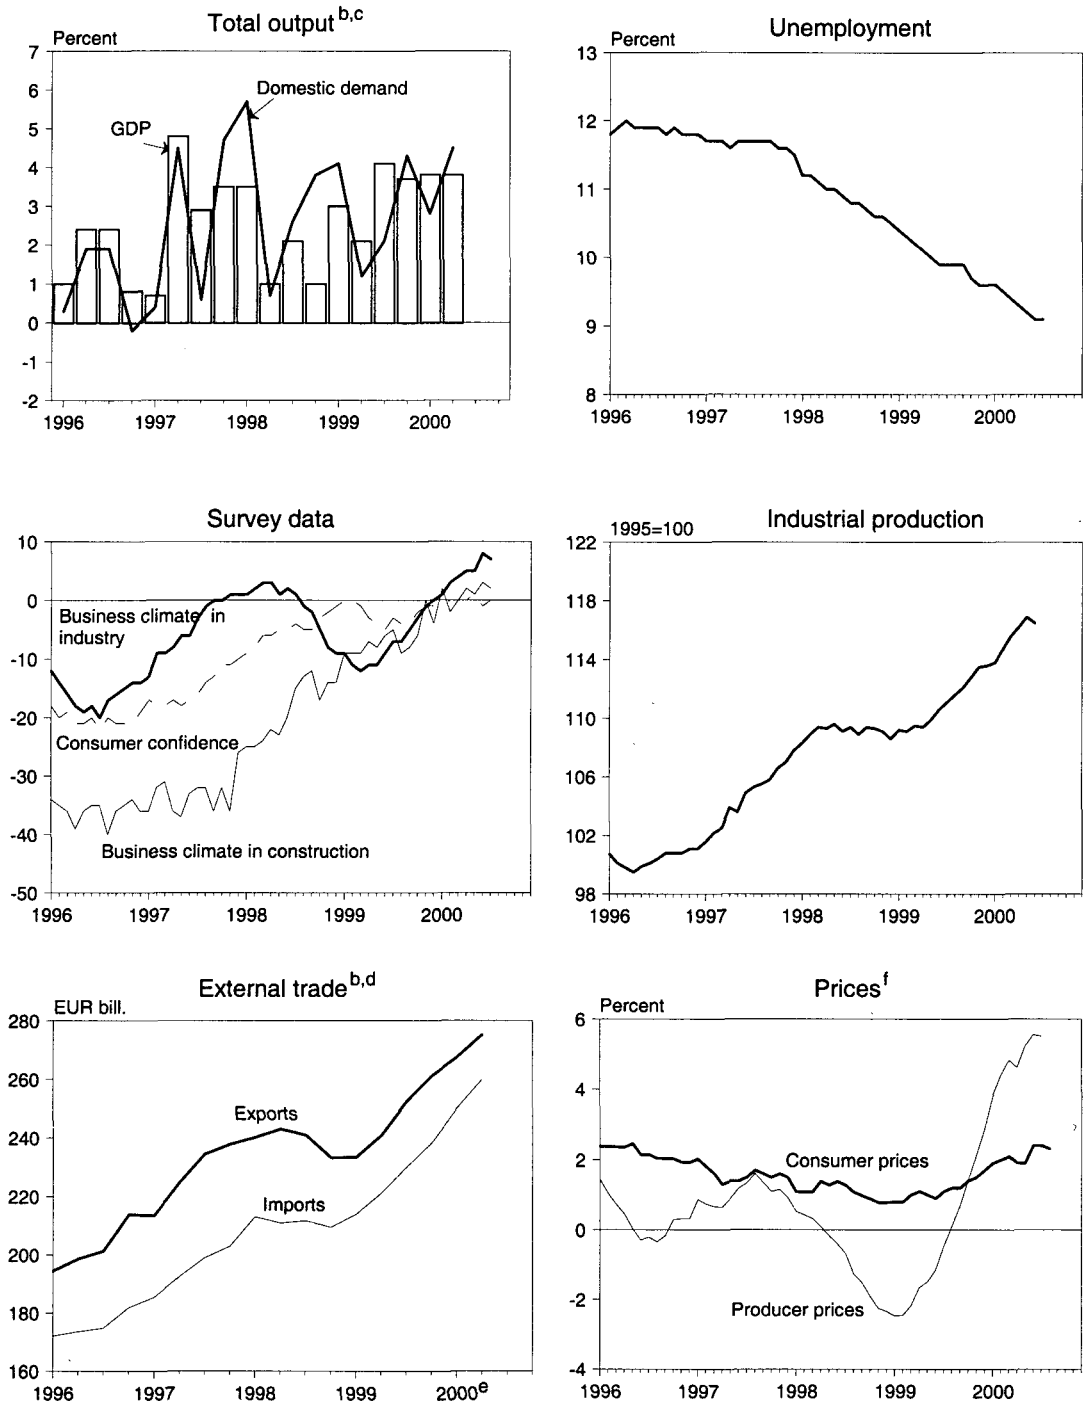 Total output b,c
Percent
7
6
5
4
3
2
1
0
-1
-2
GDP
Domestic demand
1996 1997 1998 1999 2000
Unemployment
Percent
13
12
11
10
9
8
1996 1997 1998 1999 2000
Survey data
10
0
-10
-20
-30
-40
-50
Business climate in
industry
Consumer confidence
Business climate in construction
1996 1997 1998 1999 2000
Industrial production
1995=100
122
118
114
110
106
102
98
1996 1997 1998 1999 2000
External trade b,d
EUR bill.
280
260
240
220
200
180
160
Exports
Imports
1996 1997 1998 1999 2000e
Prices f
Percent
6
4
2
0
-2
-4
Consumer prices
Producer prices
1996 1997 1998 1999 2000